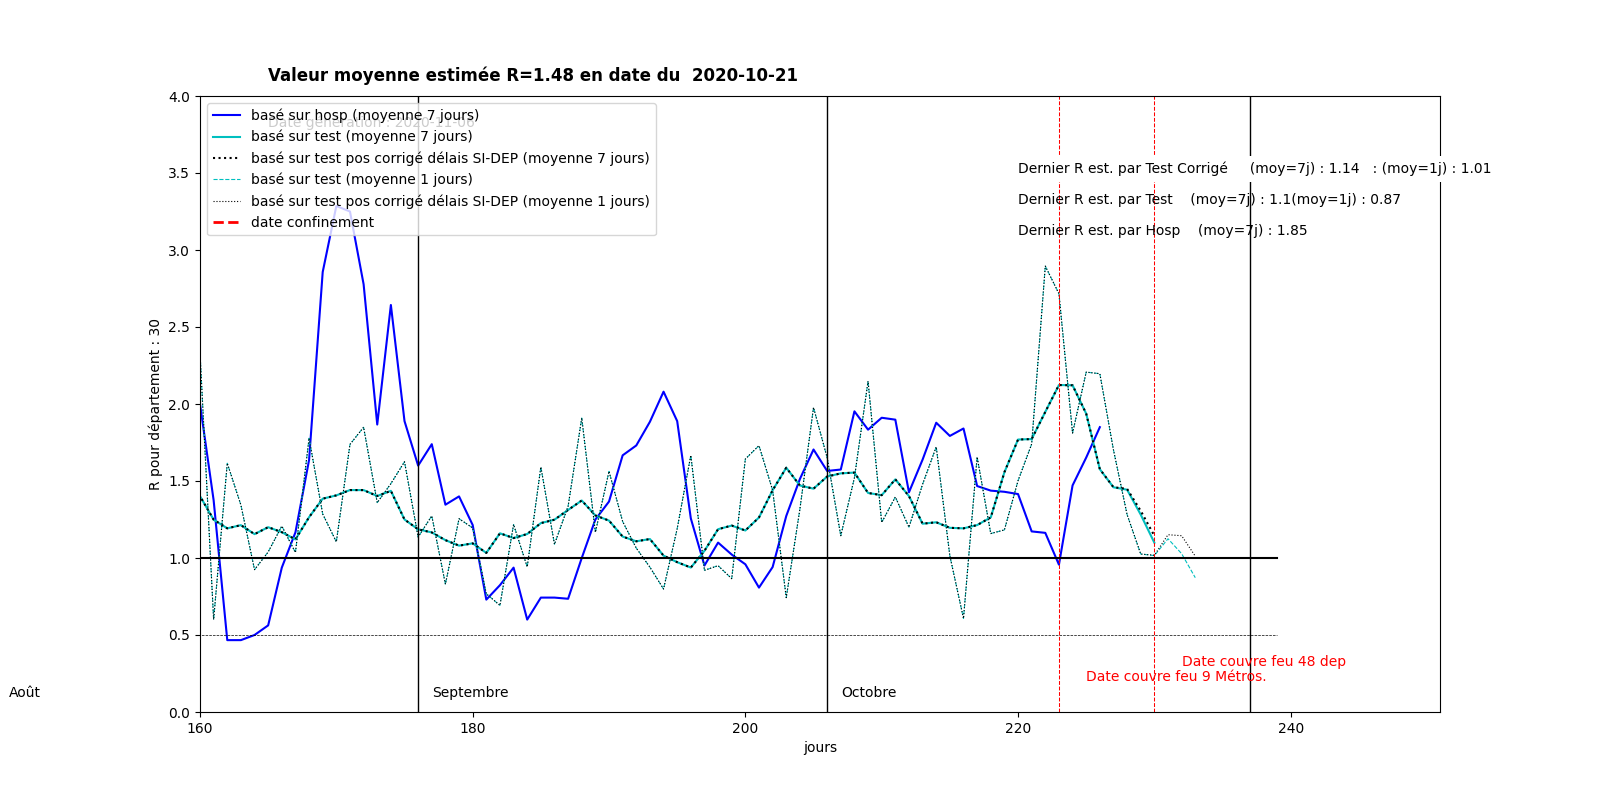 Valeur moyenne estimée R=1.48 en date du  2020-10-21
4.0
3.5
3.0
2.5
2.0
1.5
1.0
0.5
0.0
R pour département : 30
basé sur hosp (moyenne 7 jours)
Date génération : 2020-11-06
basé sur test (moyenne 7 jours)
basé sur test pos corrigé délais SI-DEP (moyenne 7 jours)
basé sur test (moyenne 1 jours)
basé sur test pos corrigé délais SI-DEP (moyenne 1 jours)
date confinement
Dernier R est. par Test Corrigé     (moy=7j) : 1.14   : (moy=1j) : 1.01
Dernier R est. par Test    (moy=7j) : 1.1(moy=1j) : 0.87
Dernier R est. par Hosp    (moy=7j) : 1.85
Date couvre feu 48 dep
Date couvre feu 9 Métros.
Août
Septembre
Octobre
160 180 200 220 240
jours